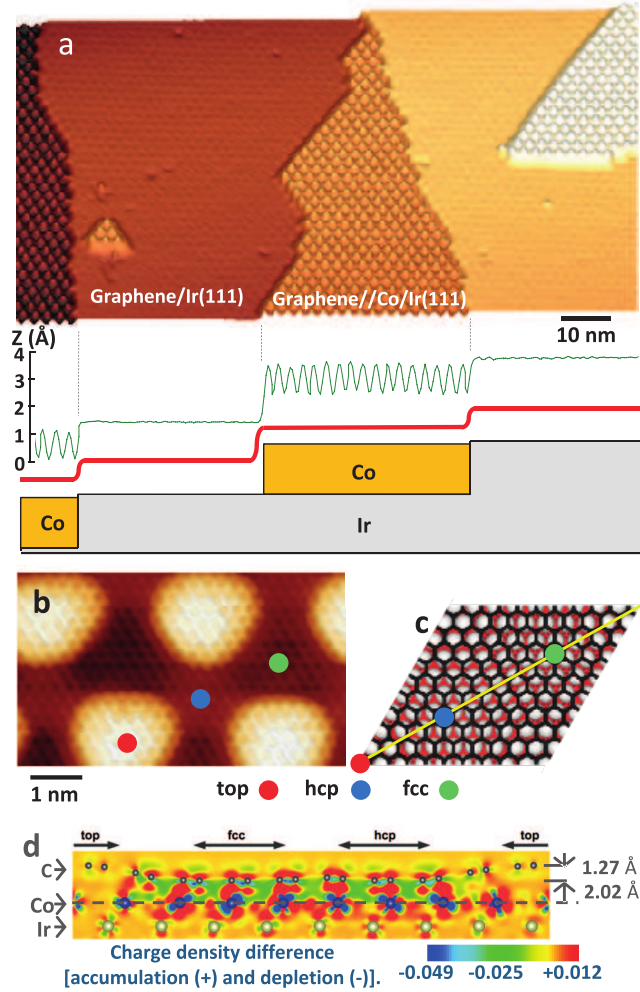 a
Graphene/Ir(111)
Graphene//Co/Ir(111)
10 nm
Z (Å)
4
3
2
1
0
Co
Co
Ir
b
c
1 nm
top
hcp
fcc
d
top
fcc
hcp
top
C
1.27 Å
2.02 Å
Co
Ir
Charge density difference
[accumulation (+) and depletion (-)].
-0.049 -0.025 +0.012